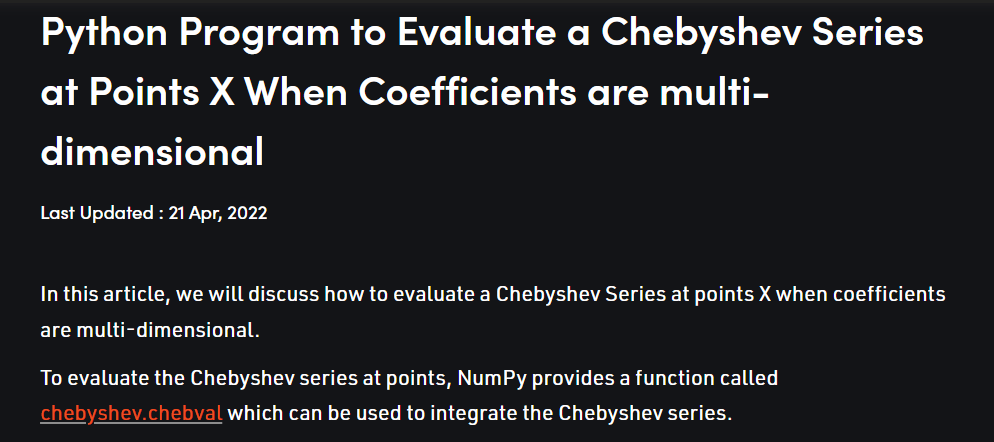 Python Program to Evaluate a Chebyshev Series
at Points X When Coefficients are multi-
dimensional
Last Updated : 21 Apr, 2022
In this article, we will discuss how to evaluate a Chebyshev Series at points X when coefficients
are multi-dimensional.
To evaluate the Chebyshev series at points, NumPy provides a function called
chebyshev.chebval which can be used to integrate the Chebyshev series.